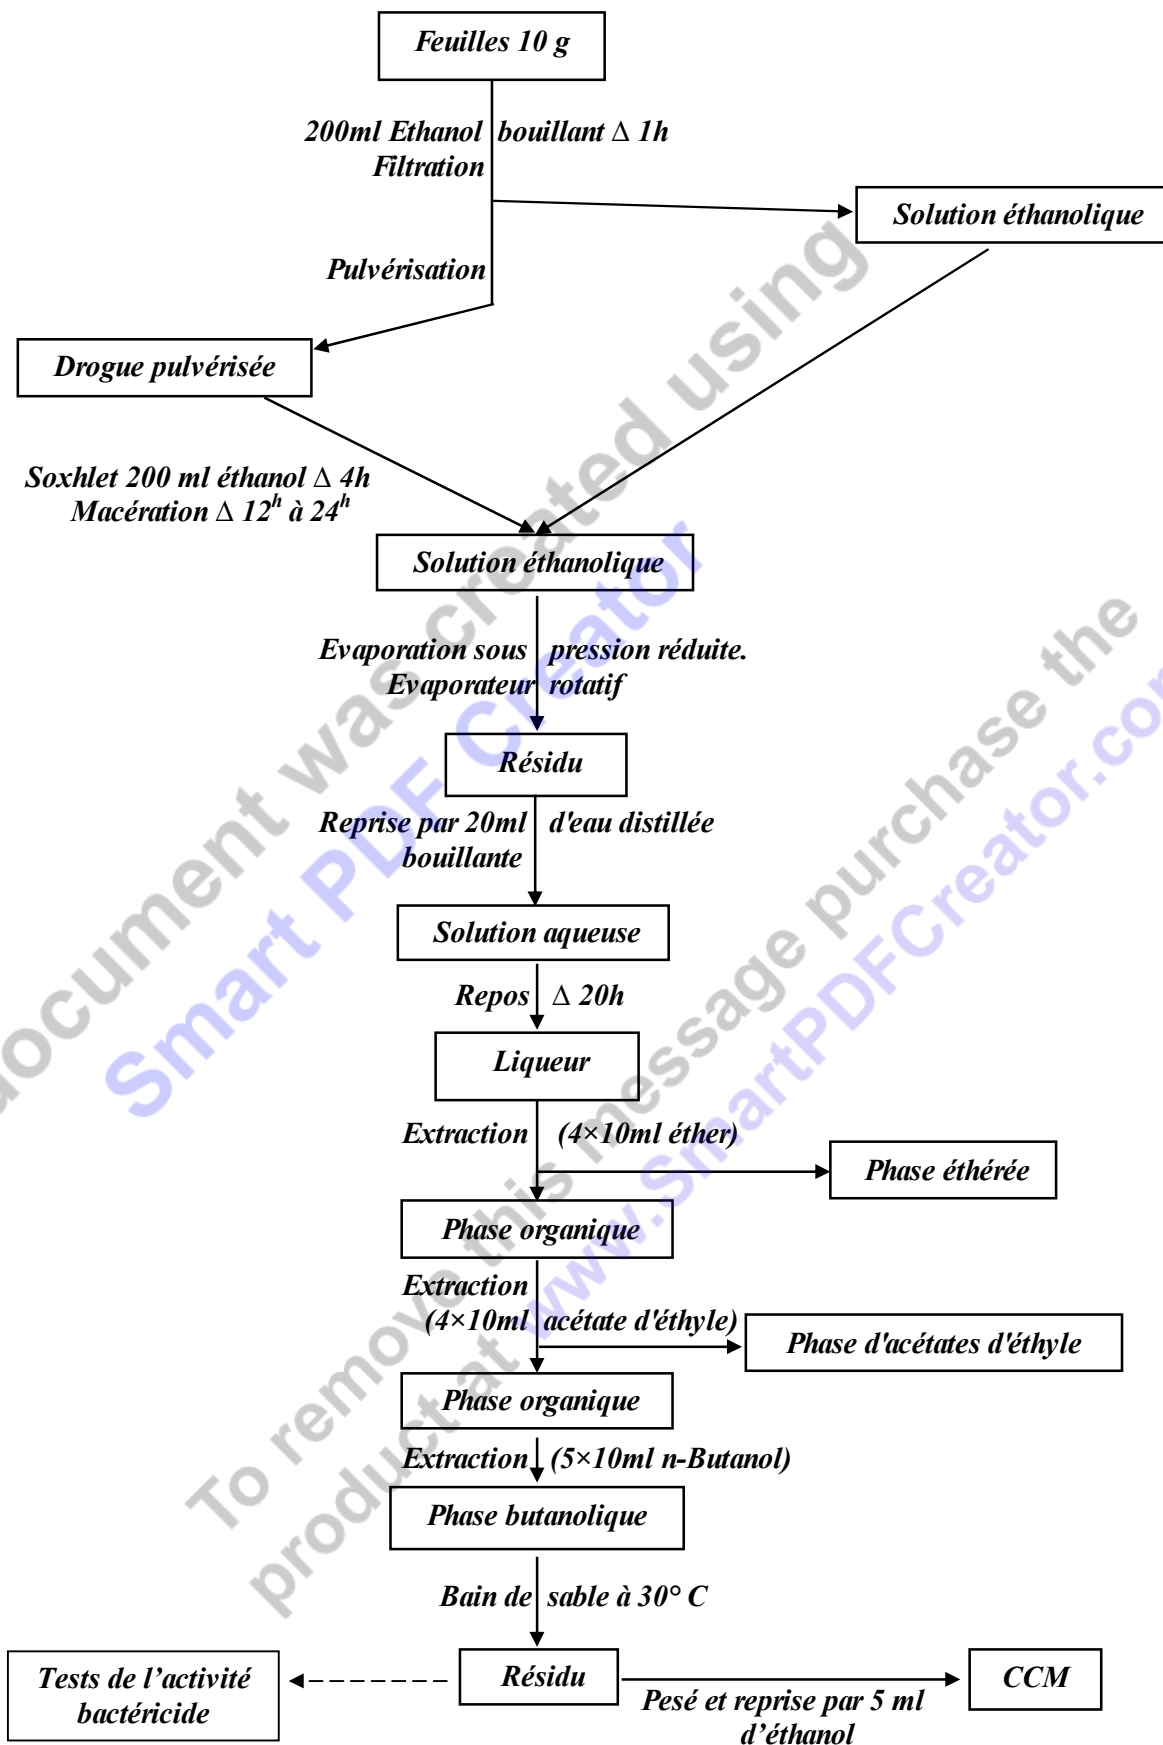 Feuilles 10 g
200ml Ethanol bouillant Δ 1h
Filtration
Solution éthanolique
Pulvérisation
Drogue pulvérisée
Soxhlet 200 ml éthanol Δ 4h
Macération Δ 12h à 24h
Solution éthanolique
Evaporation sous pression réduite.
Evaporateur rotatif
Résidu
Reprise par 20ml d'eau distillée
bouillante
Solution aqueuse
Repos Δ 20h
Liqueur
Extraction (4×10ml éther)
Phase éthérée
Phase organique
Extraction
(4×10ml acétate d'éthyle)
Phase d'acétates d'éthyle
Phase organique
Extraction (5×10ml n-Butanol)
Phase butanolique
Bain de sable à 30° C
Tests de l’activité
bactéricide
Résidu
Pesé et reprise par 5 ml
d’éthanol
CCM
document was created using
Smart PDF Creator
To remove this message purchase the
product at www.SmartPDFCreator.com